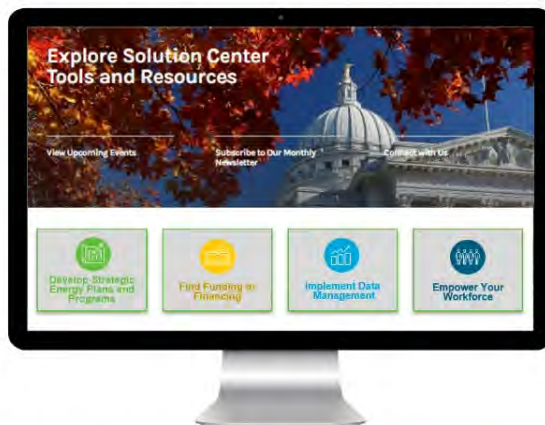 Explore Solution Center
Tools and Resources
View Upcoming Events
Subscribe to Our Monthly
Newsletter
Connect with Us
Develop Strategic
Energy Plans and
Programs
Find Funding or
Financing
Implement Data
Management
Empower Your
Workforce